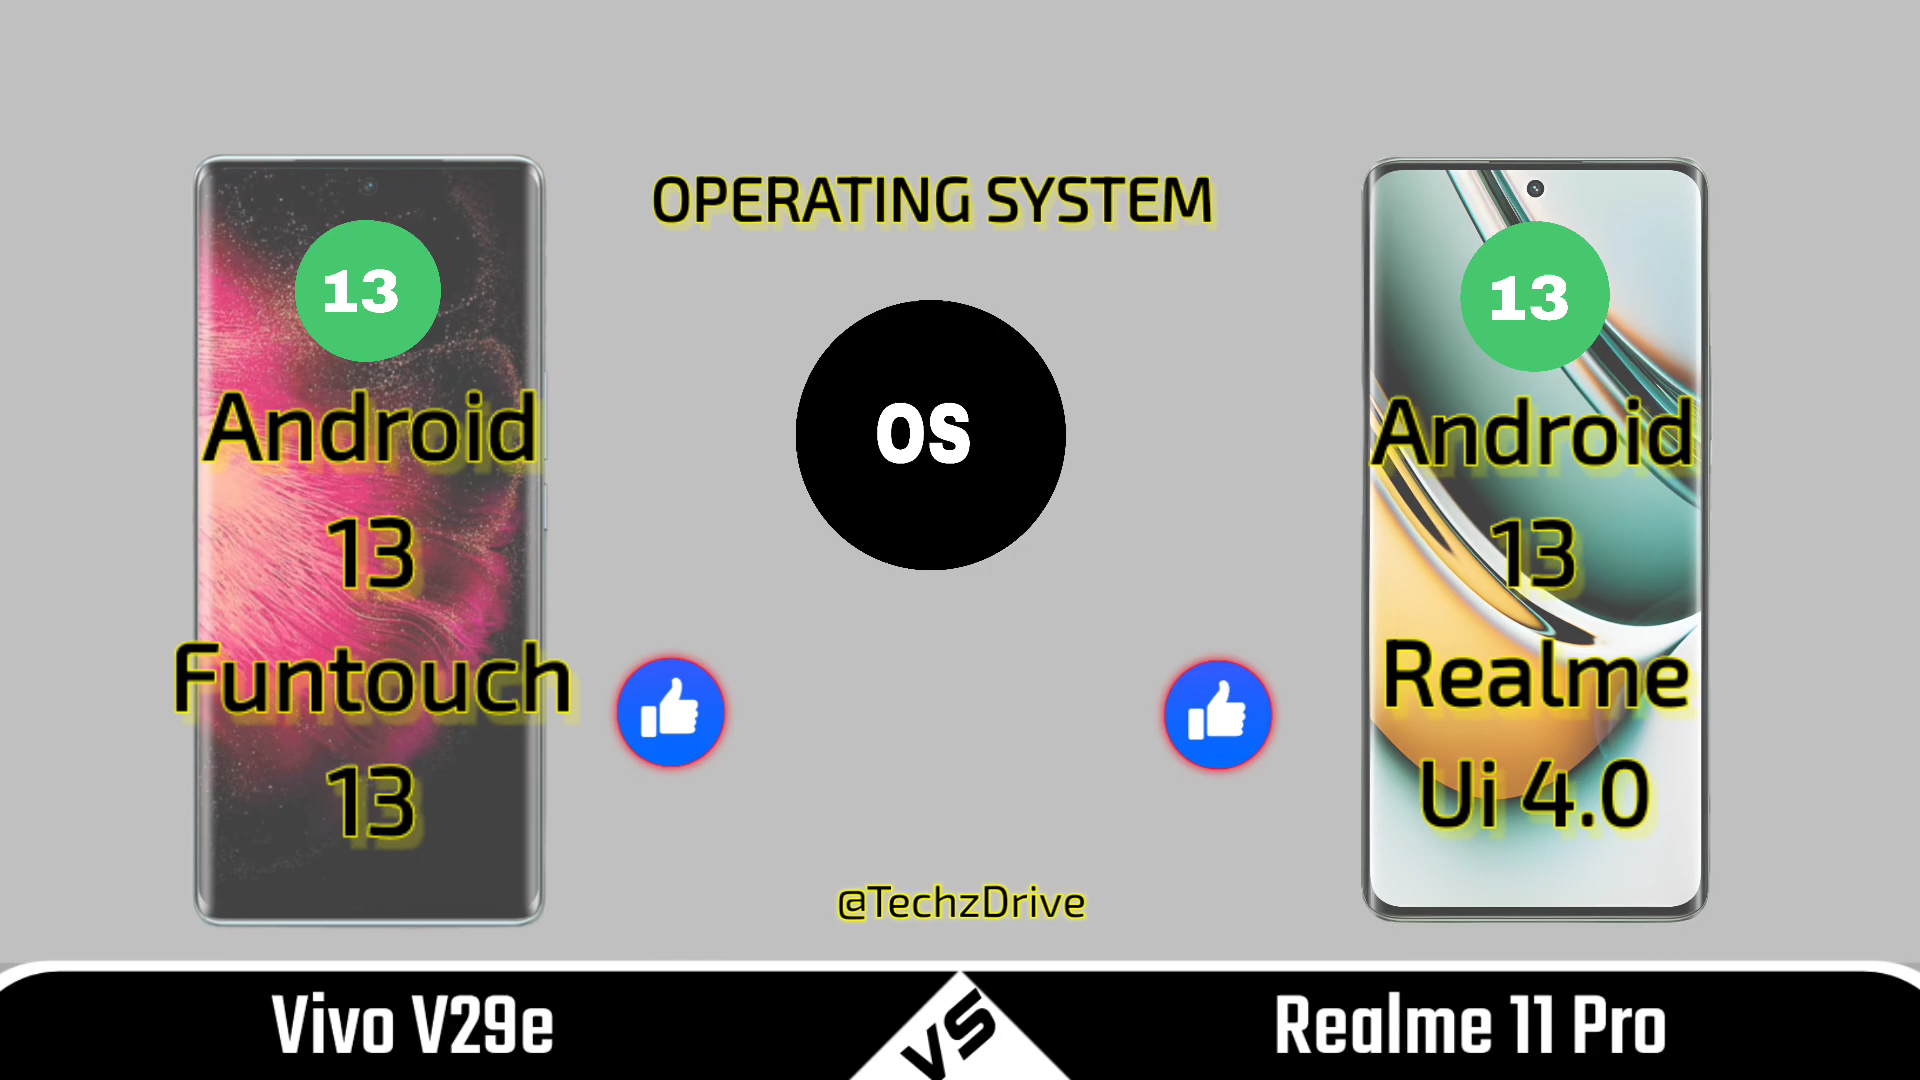 OPERATING SYSTEM
13
Android
13
Funtouch
13
OS
13
Android
13
Realme
Ui 4.0
@TechzDrive
Vivo V29e
VS
Realme 11 Pro